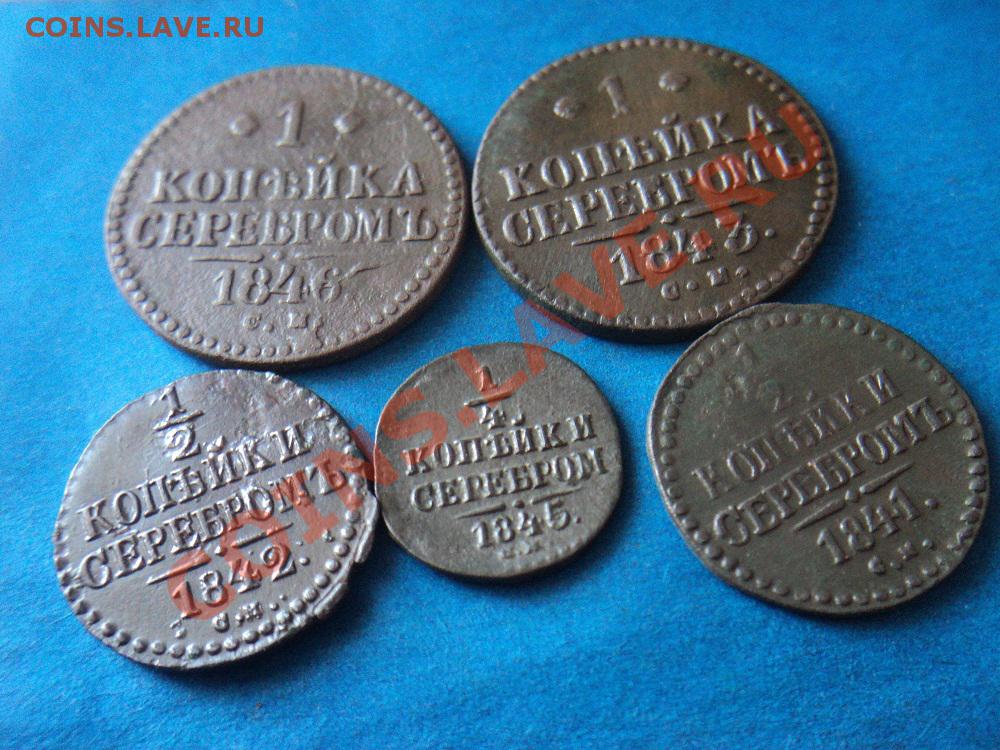 COINS.LAVE.RU
1
КОПѢЙКА
СЕРЕБРОМЪ
1846
С.М.
1
КОПѢЙКА
СЕРЕБРОМЪ
1843.
С.М.
1/2
КОПѢЙКИ
СЕРЕБРОМЪ
1842.
С.М.
1/4.
КОПѢЙКИ
СЕРЕБРОМ
1845.
1/2.
КОПѢЙКИ
СЕРЕБРОМЪ
1841.
С.М.
COINS.LAVE.RU